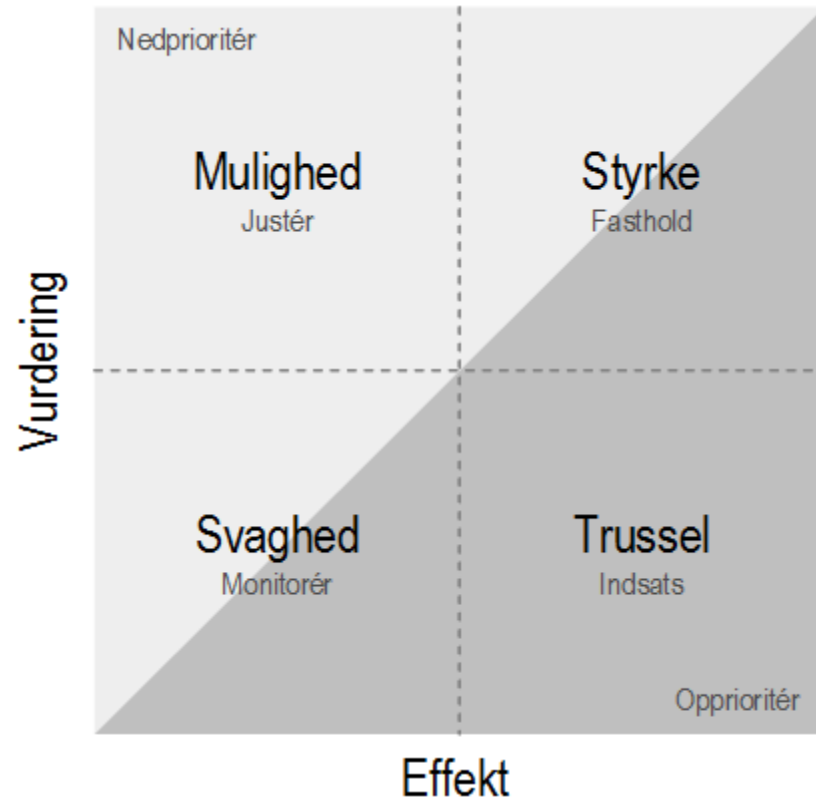 Nedprioritér
Mulighed
Justér
Styrke
Fasthold
Vurdering
Svaghed
Monitorér
Trussel
Indsats
Opprioritér
Effekt